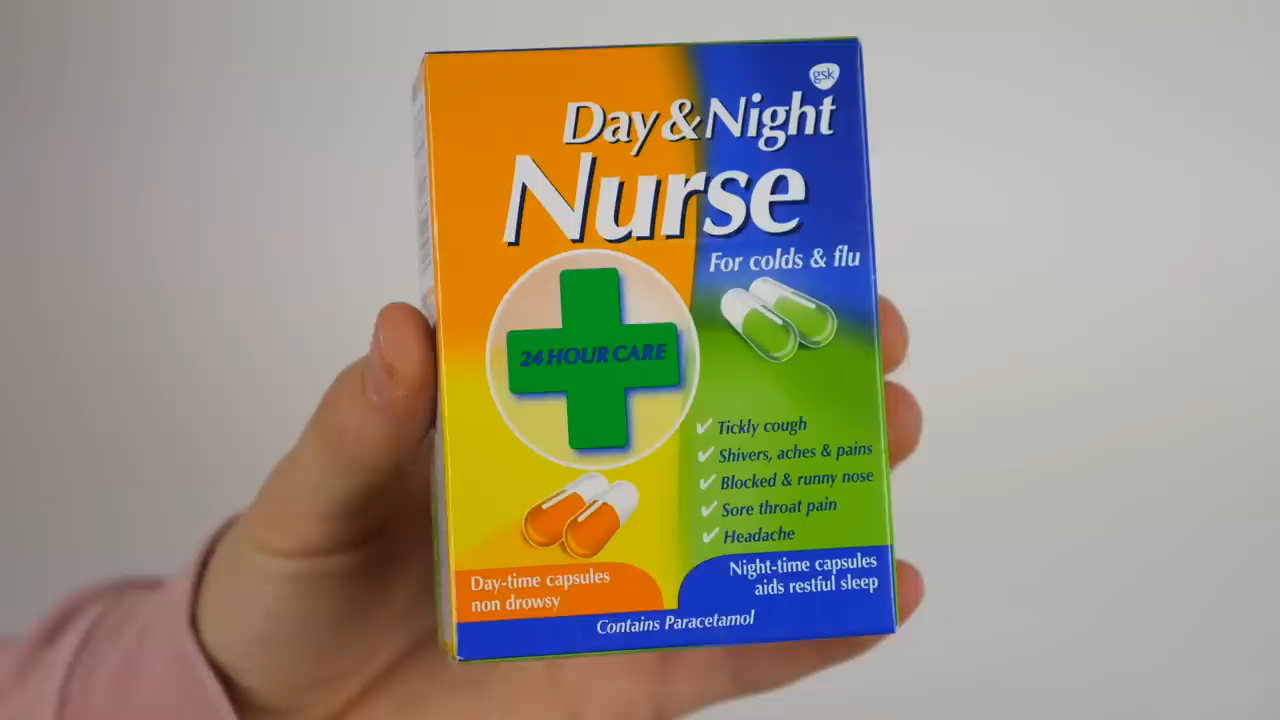 gsk
Day & Night
Nurse
For colds & flu
24 HOUR CARE
Tickly cough
Shivers, aches & pains
Blocked & runny nose
Sore throat pain
Headache
Day-time capsules
non drowsy
Night-time capsules
aids restful sleep
Contains Paracetamol